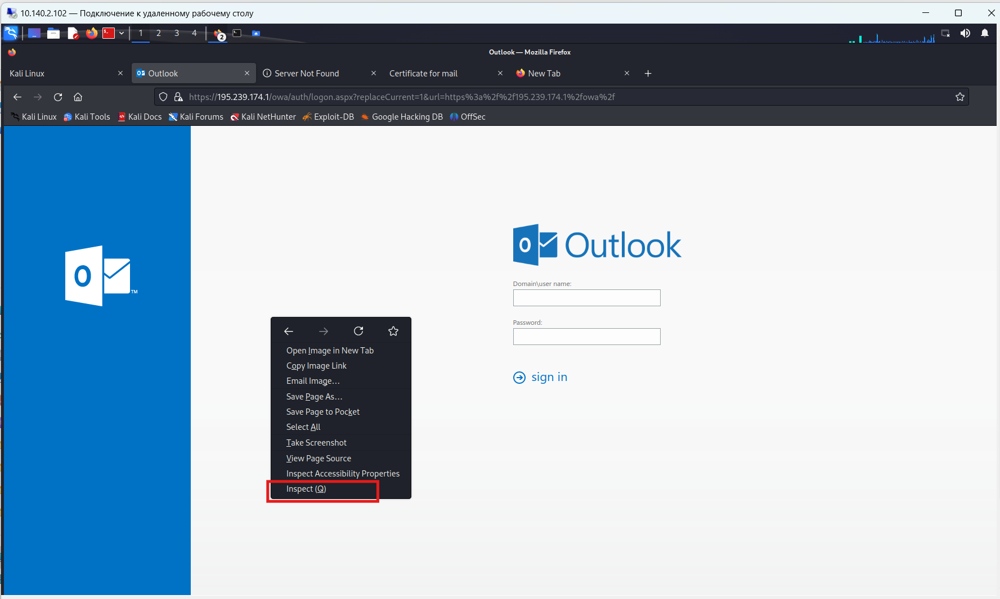 10.140.2.102 — Подключение к удаленному рабочему столу
1 2 3 4 2
Outlook — Mozilla Firefox
Kali Linux Outlook Server Not Found Certificate for mail New Tab
https://195.239.174.1/owa/auth/logon.aspx?replaceCurrent=1&url=https%3a%2f%2f195.239.174.1%2fowa%2f
Kali Linux Kali Tools Kali Docs Kali Forums Kali NetHunter Exploit-DB Google Hacking DB OffSec
Outlook
Domain\user name:
Password:
sign in
TM
Open Image in New Tab
Copy Image Link
Email Image...
Save Page As...
Save Page to Pocket
Select All
Take Screenshot
View Page Source
Inspect Accessibility Properties
Inspect (Q)